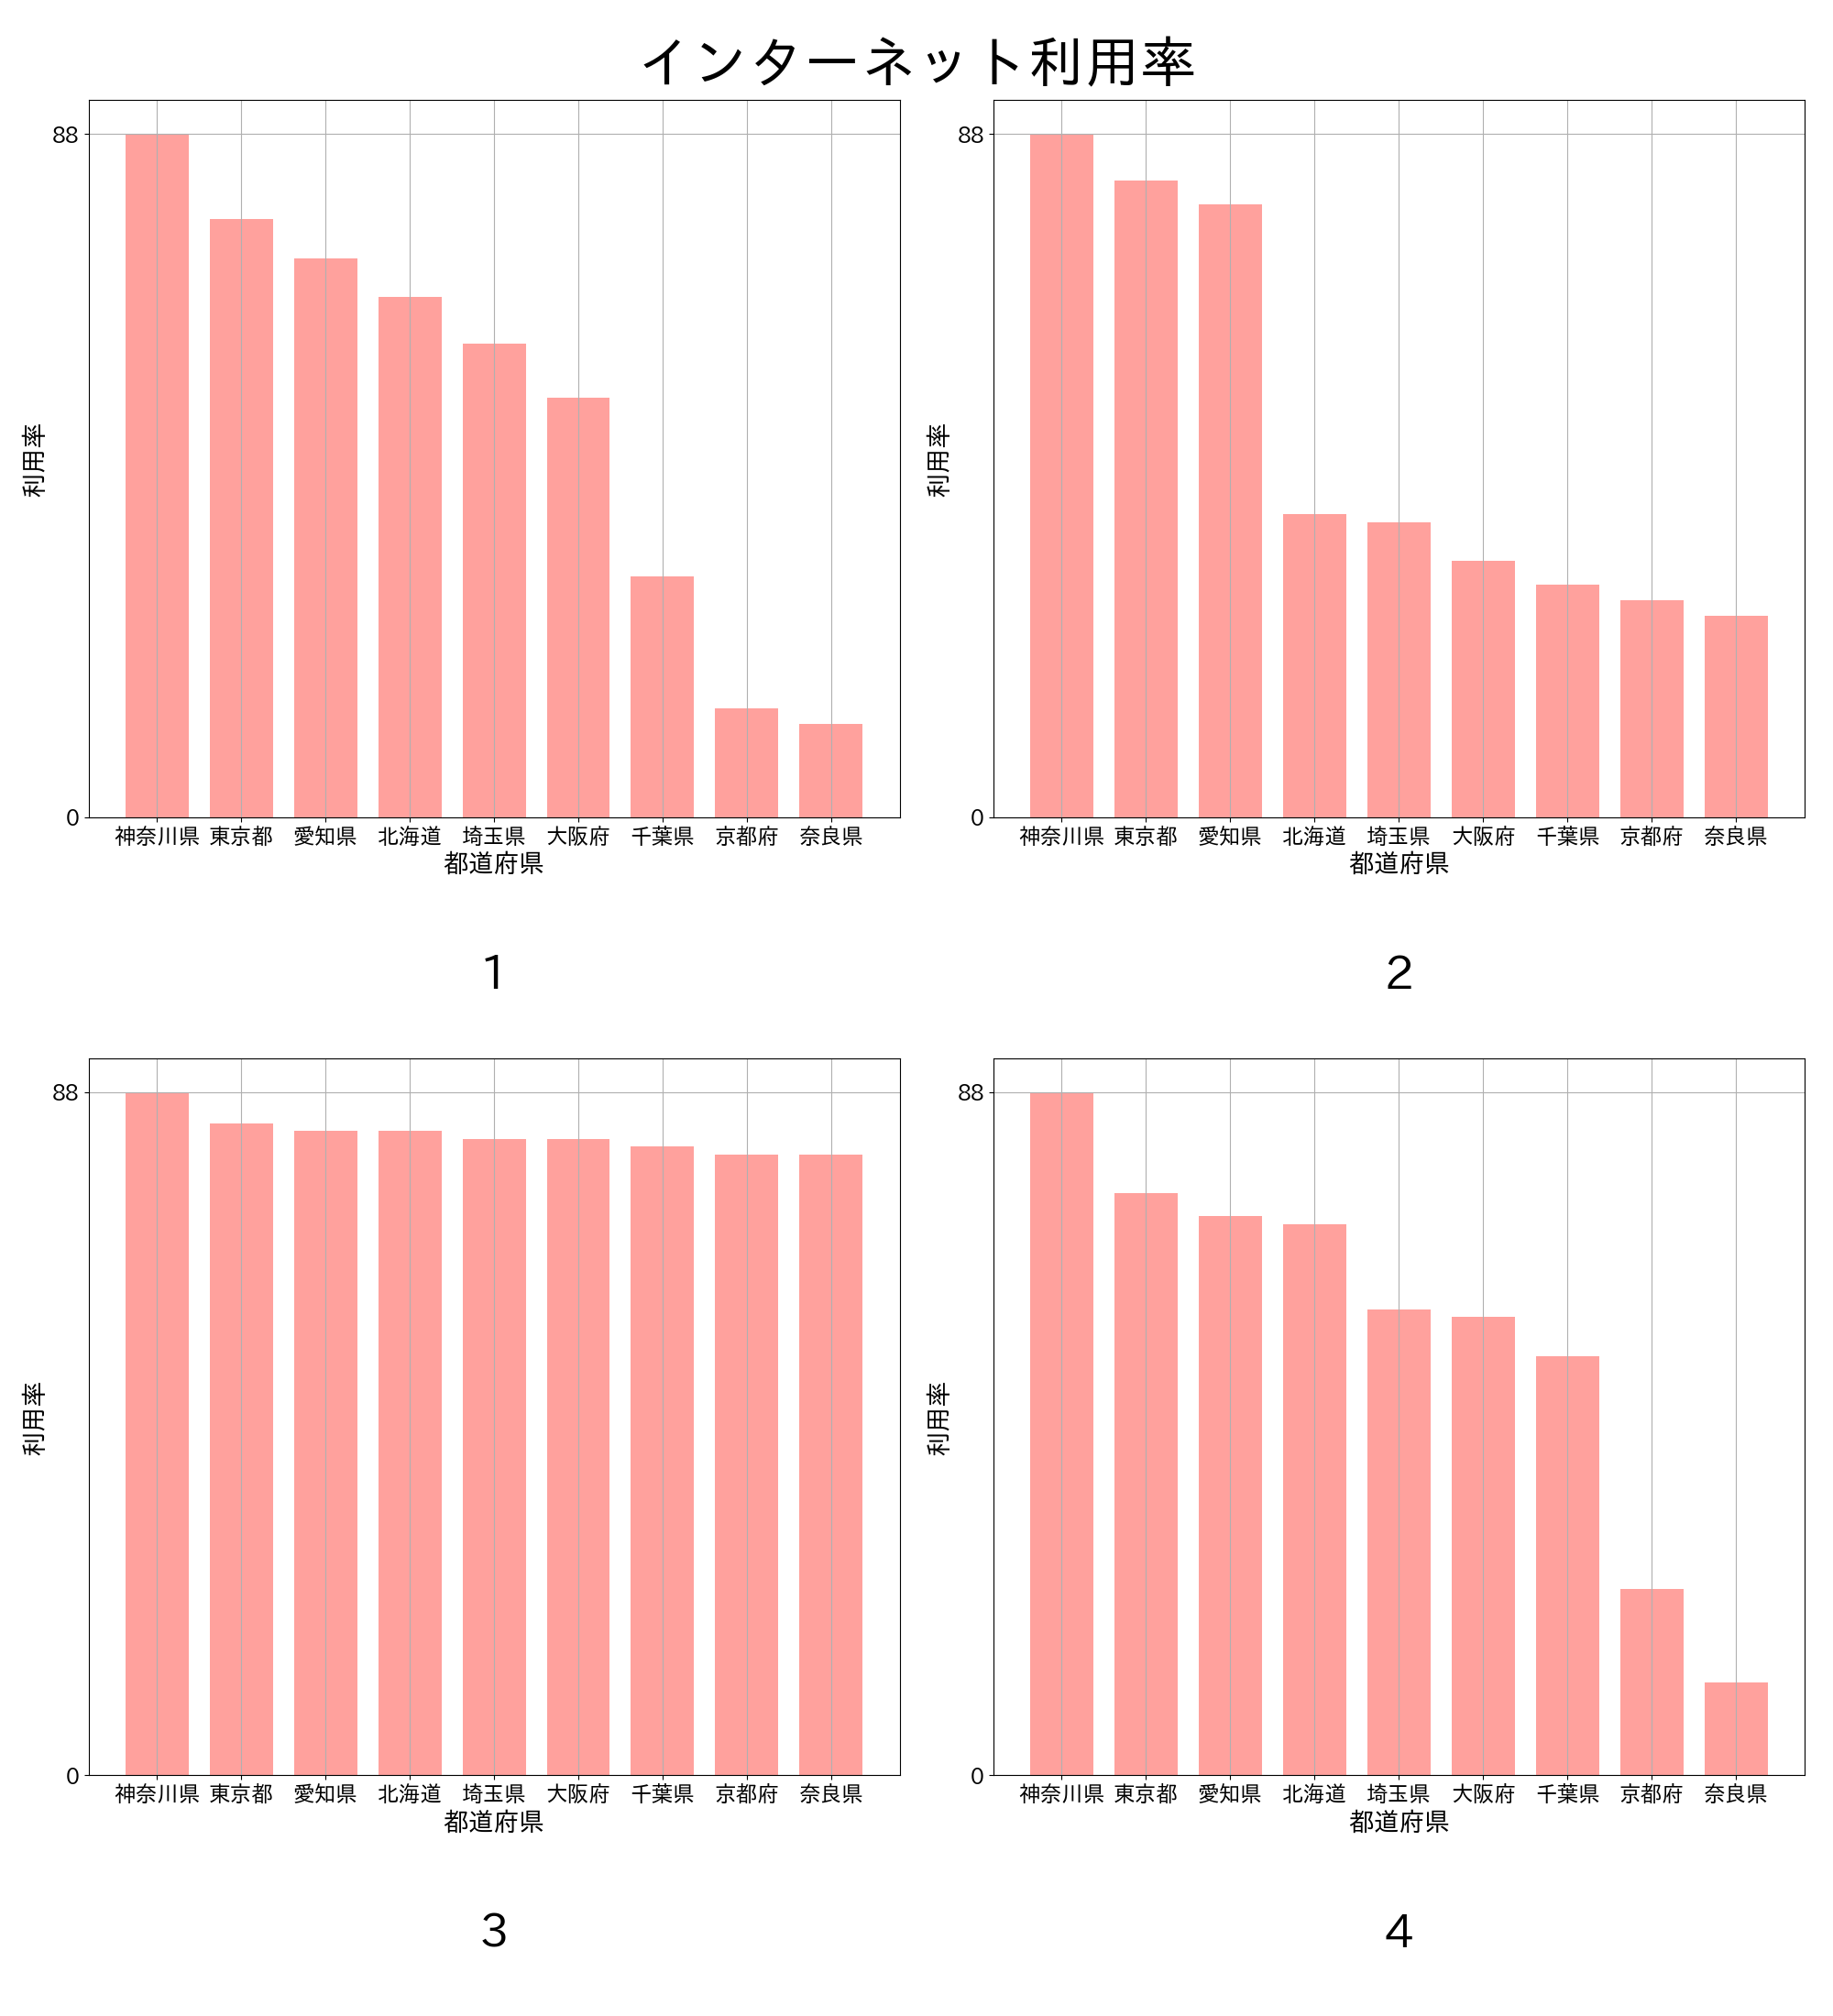 インターネット利用率
88
0
利用率
神奈川県 東京都 愛知県 北海道 埼玉県 大阪府 千葉県 京都府 奈良県
都道府県
1
88
0
利用率
神奈川県 東京都 愛知県 北海道 埼玉県 大阪府 千葉県 京都府 奈良県
都道府県
2
88
0
利用率
神奈川県 東京都 愛知県 北海道 埼玉県 大阪府 千葉県 京都府 奈良県
都道府県
3
88
0
利用率
神奈川県 東京都 愛知県 北海道 埼玉県 大阪府 千葉県 京都府 奈良県
都道府県
4